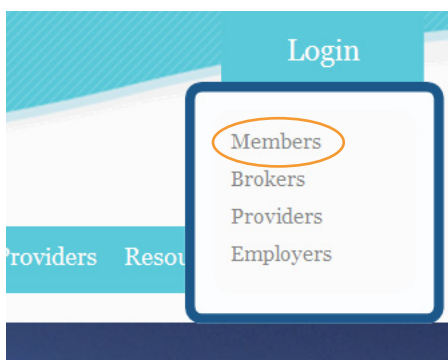 Login
Members
Brokers
Providers
Employers
Providers Resou